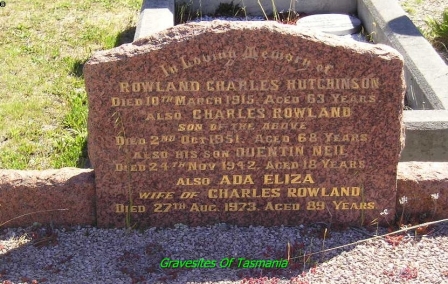 In Loving Memory of
ROWLAND CHARLES HUTCHINSON
DIED 10TH MARCH 1915, AGED 63 YEARS
ALSO CHARLES ROWLAND
SON OF THE ABOVE
DIED 2ND OCT 1951, AGED 68 YEARS.
ALSO HIS SON QUENTIN NEIL
DIED 24TH NOV 1942, AGED 18 YEARS.
ALSO ADA ELIZA
WIFE OF CHARLES ROWLAND
DIED 27TH AUG. 1973, AGED 89 YEARS.
Gravesites Of Tasmania